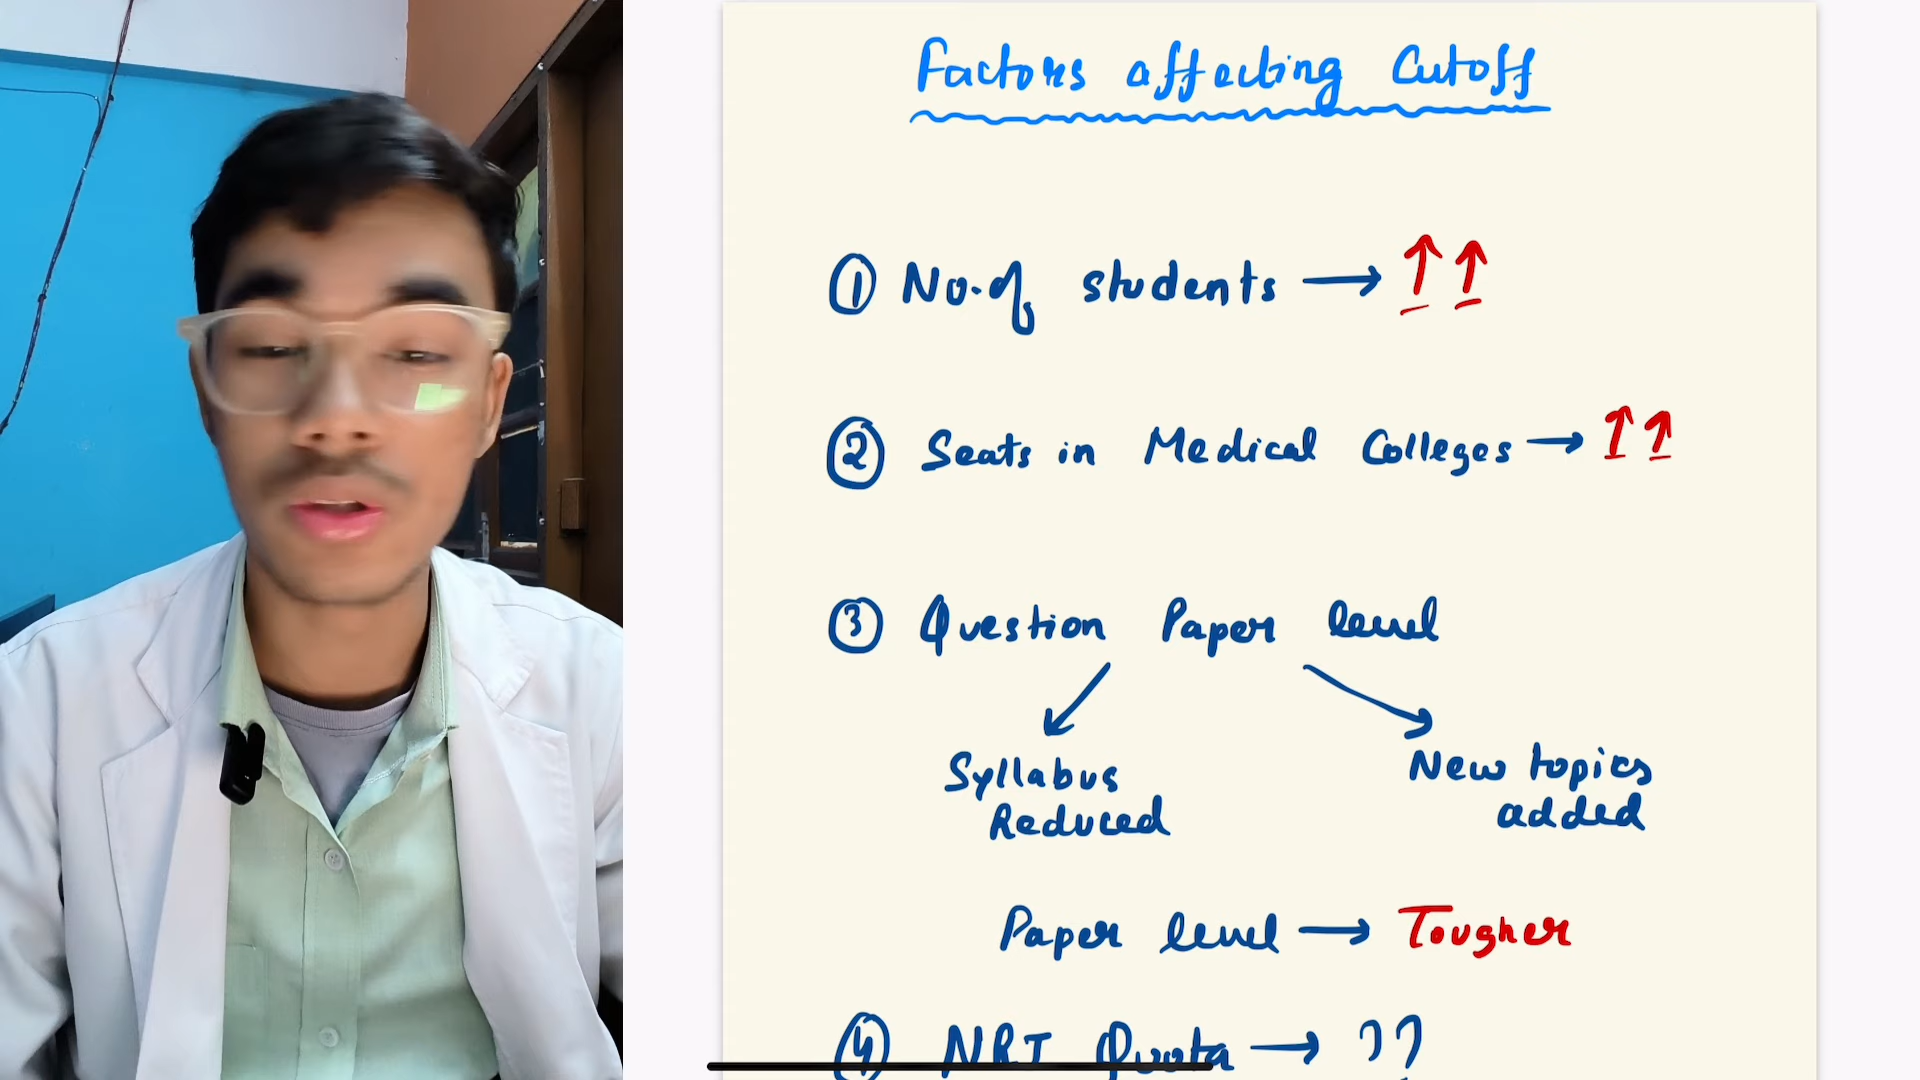 Factors affecting Cutoff
① No. of students → ↑↑
② Seats in Medical Colleges → ↑↑
③ Question Paper level
Syllabus Reduced
New topics added
Paper level → Tougher
④ NRI Quota → ??